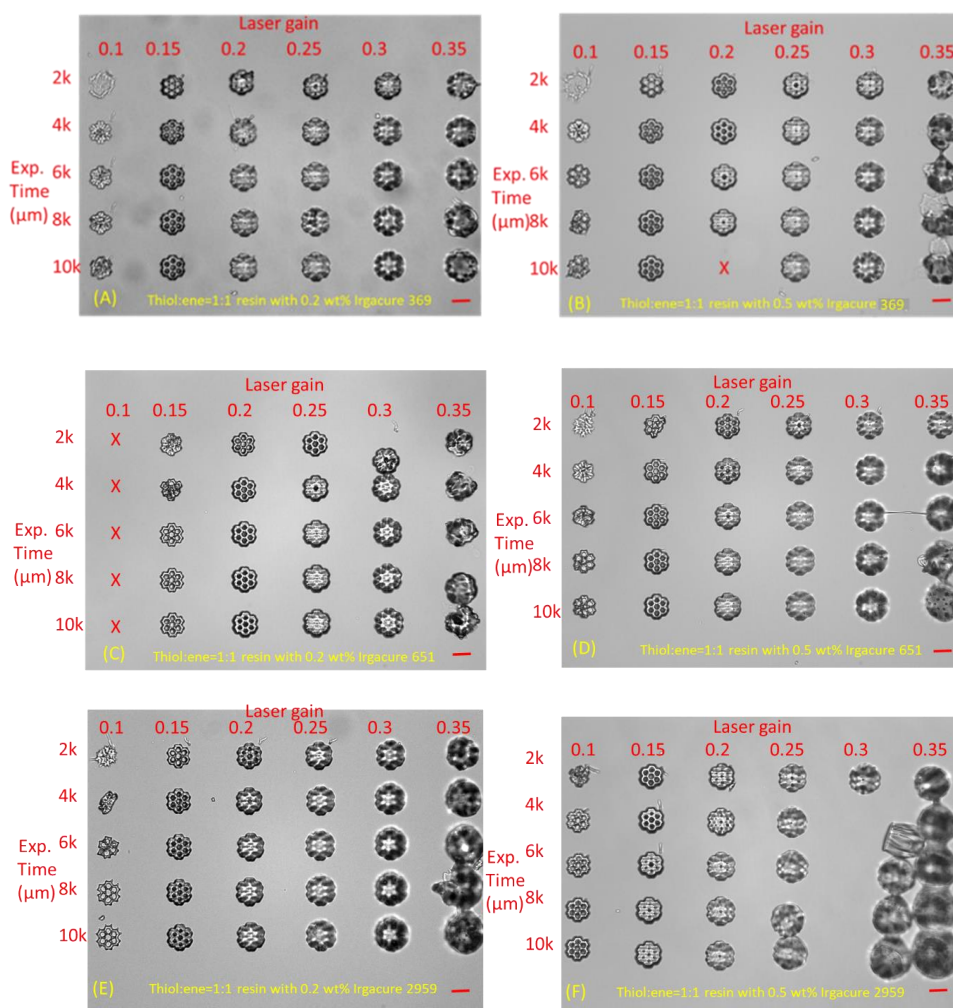 Laser gain
0.1 0.15 0.2 0.25 0.3 0.35
2k
4k
Exp. 6k
Time
(μm) 8k
10k
(A) Thiol:ene=1:1 resin with 0.2 wt% Irgacure 369
Laser gain
0.1 0.15 0.2 0.25 0.3 0.35
2k
4k
Exp. 6k
Time
(μm) 8k
10k X
(B) Thiol:ene=1:1 resin with 0.5 wt% Irgacure 369
Laser gain
0.1 0.15 0.2 0.25 0.3 0.35
2k X
4k X
Exp. 6k X
Time
(μm) 8k X
10k X
(C) Thiol:ene=1:1 resin with 0.2 wt% Irgacure 651
Laser gain
0.1 0.15 0.2 0.25 0.3 0.35
2k
4k
Exp. 6k
Time
(μm) 8k
10k
(D) Thiol:ene=1:1 resin with 0.5 wt% Irgacure 651
Laser gain
0.1 0.15 0.2 0.25 0.3 0.35
2k
4k
Exp. 6k
Time
(μm) 8k
10k
(E) Thiol:ene=1:1 resin with 0.2 wt% Irgacure 2959
Laser gain
0.1 0.15 0.2 0.25 0.3 0.35
2k
4k
Exp. 6k
Time
(μm) 8k
10k
(F) Thiol:ene=1:1 resin with 0.5 wt% Irgacure 2959